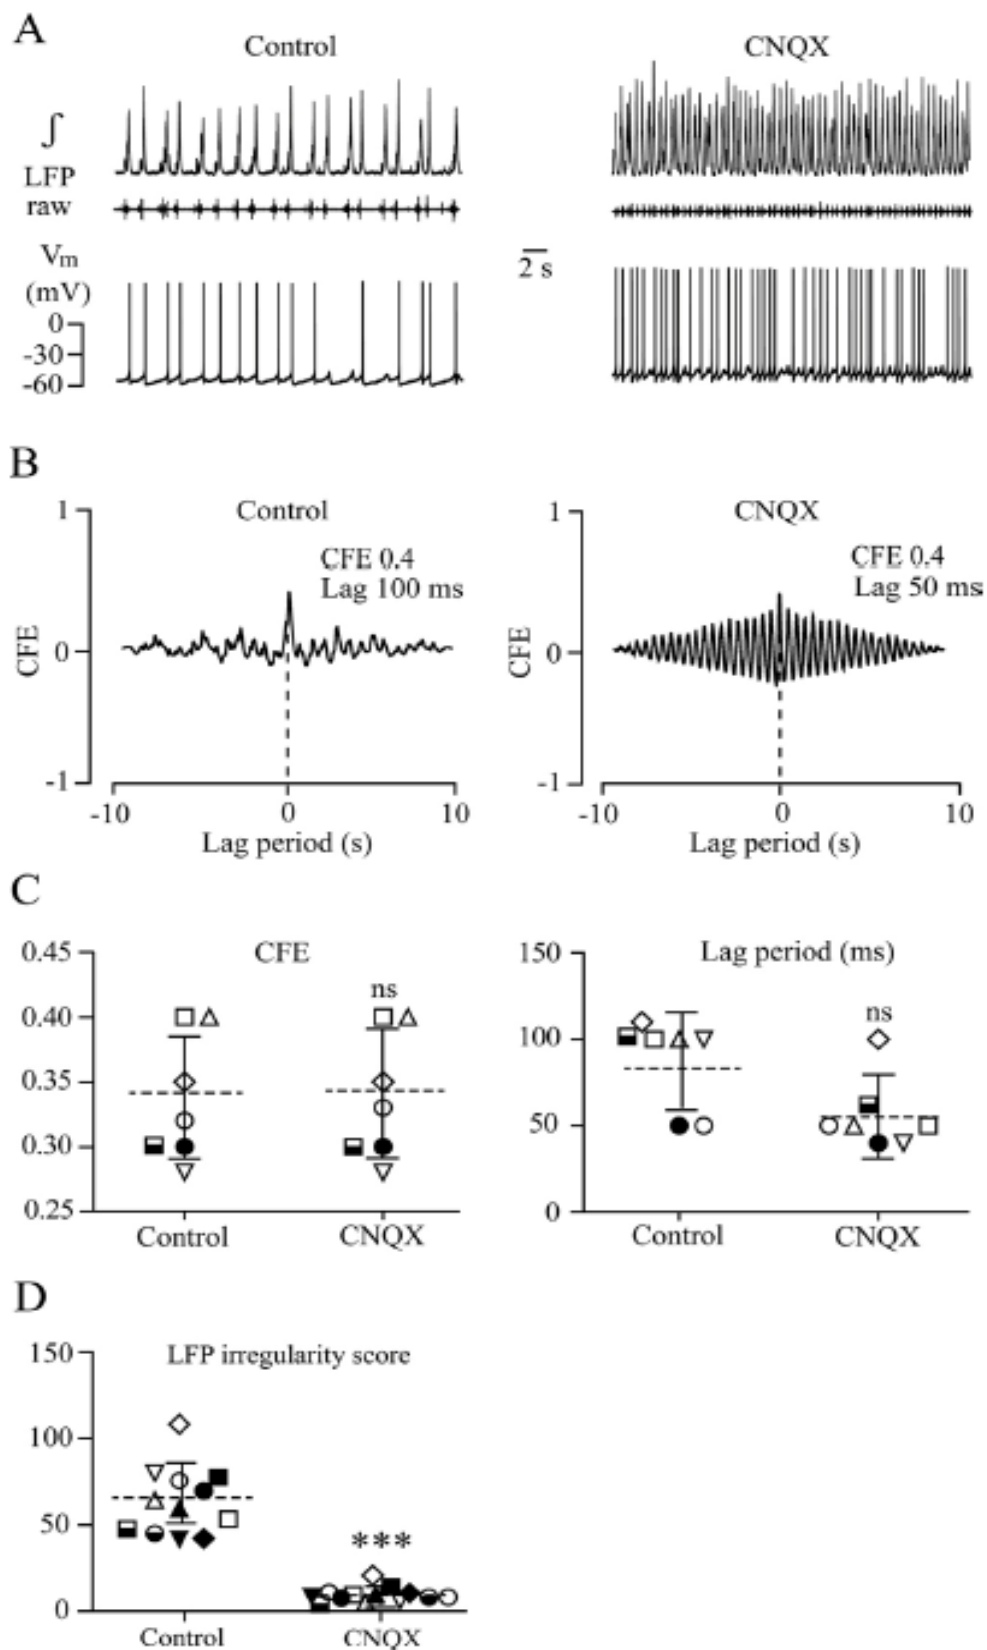 A
Control
CNQX
∫
LFP
raw
Vm
(mV)
0
-30
-60
2 s
B
Control
CNQX
1
0
-1
CFE
CFE 0.4
Lag 100 ms
-10
0
10
Lag period (s)
1
0
-1
CFE
CFE 0.4
Lag 50 ms
-10
0
10
Lag period (s)
C
CFE
0.45
0.40
0.35
0.30
0.25
ns
Control
CNQX
Lag period (ms)
150
100
50
0
ns
Control
CNQX
D
LFP irregularity score
150
100
50
0
***
Control
CNQX